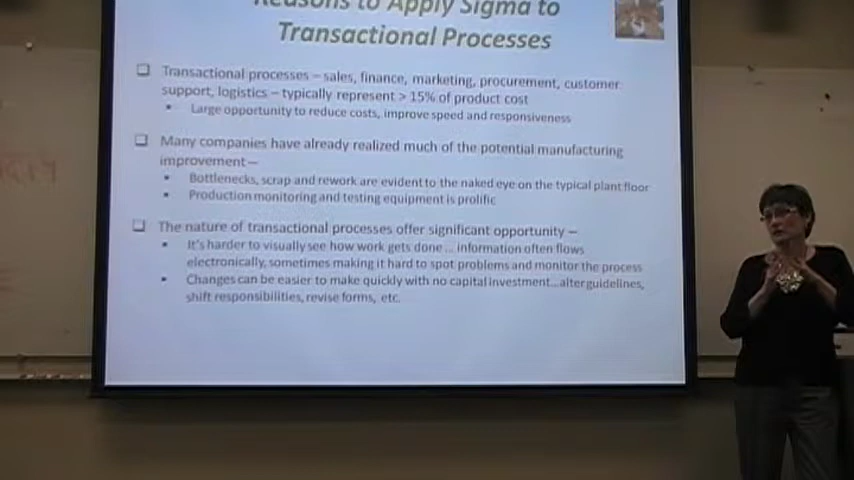 Reasons to Apply Sigma to
Transactional Processes
Transactional processes – sales, finance, marketing, procurement, customer
support, logistics – typically represent > 15% of product cost
Large opportunity to reduce costs, improve speed and responsiveness
Many companies have already realized much of the potential manufacturing
improvement –
Bottlenecks, scrap and rework are evident to the naked eye on the typical plant floor
Production monitoring and testing equipment is prolific
The nature of transactional processes offer significant opportunity –
It's harder to visually see how work gets done... information often flows
electronically, sometimes making it hard to spot problems and monitor the process
Changes can be easier to make quickly with no capital investment...alter guidelines,
shift responsibilities, revise forms, etc.